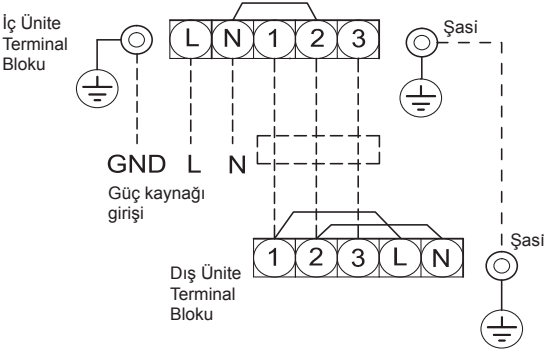 İç Ünite
Terminal
Bloku
L N 1 2 3
Şasi
GND L N
Güç kaynağı
girişi
1 2 3 L N
Dış Ünite
Terminal
Bloku
Şasi